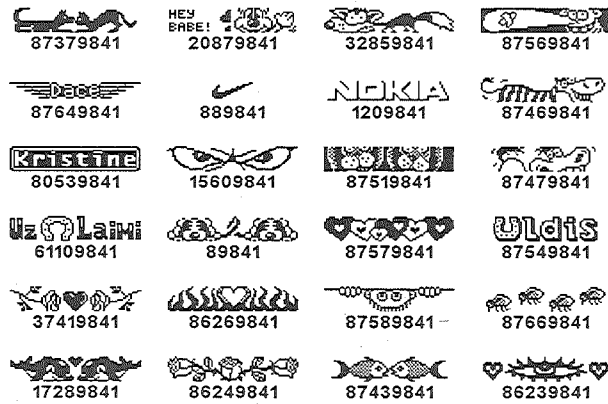 HEY
BABE!
87379841 20879841 32859841 87569841
Dace NOKIA
87649841 889841 1209841 87469841
Kristine
80539841 15609841 87519841 87479841
Uz Laimi Uldis
61109841 89841 87579841 87549841
37419841 86269841 87589841 87669841
17289841 86249841 87439841 86239841